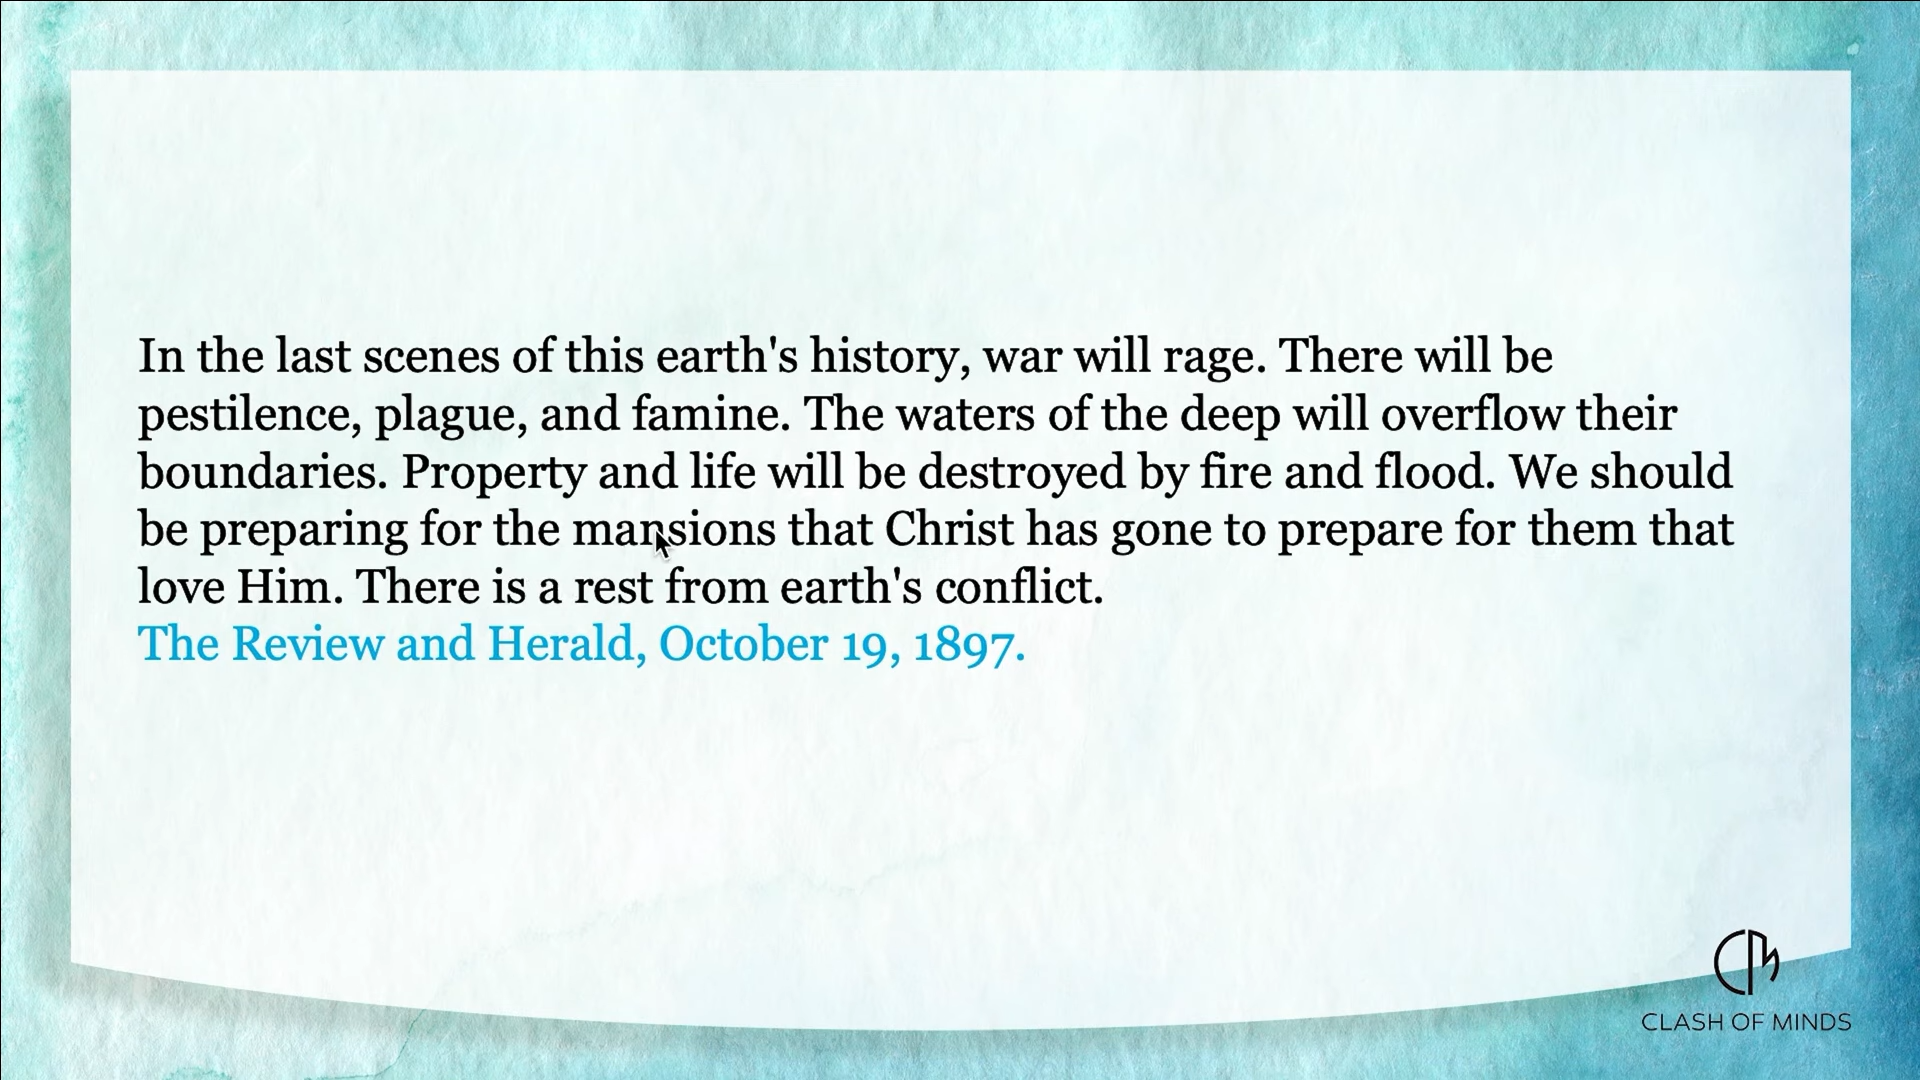 In the last scenes of this earth's history, war will rage. There will be
pestilence, plague, and famine. The waters of the deep will overflow their
boundaries. Property and life will be destroyed by fire and flood. We should
be preparing for the mansions that Christ has gone to prepare for them that
love Him. There is a rest from earth's conflict.
The Review and Herald, October 19, 1897.
CLASH OF MINDS